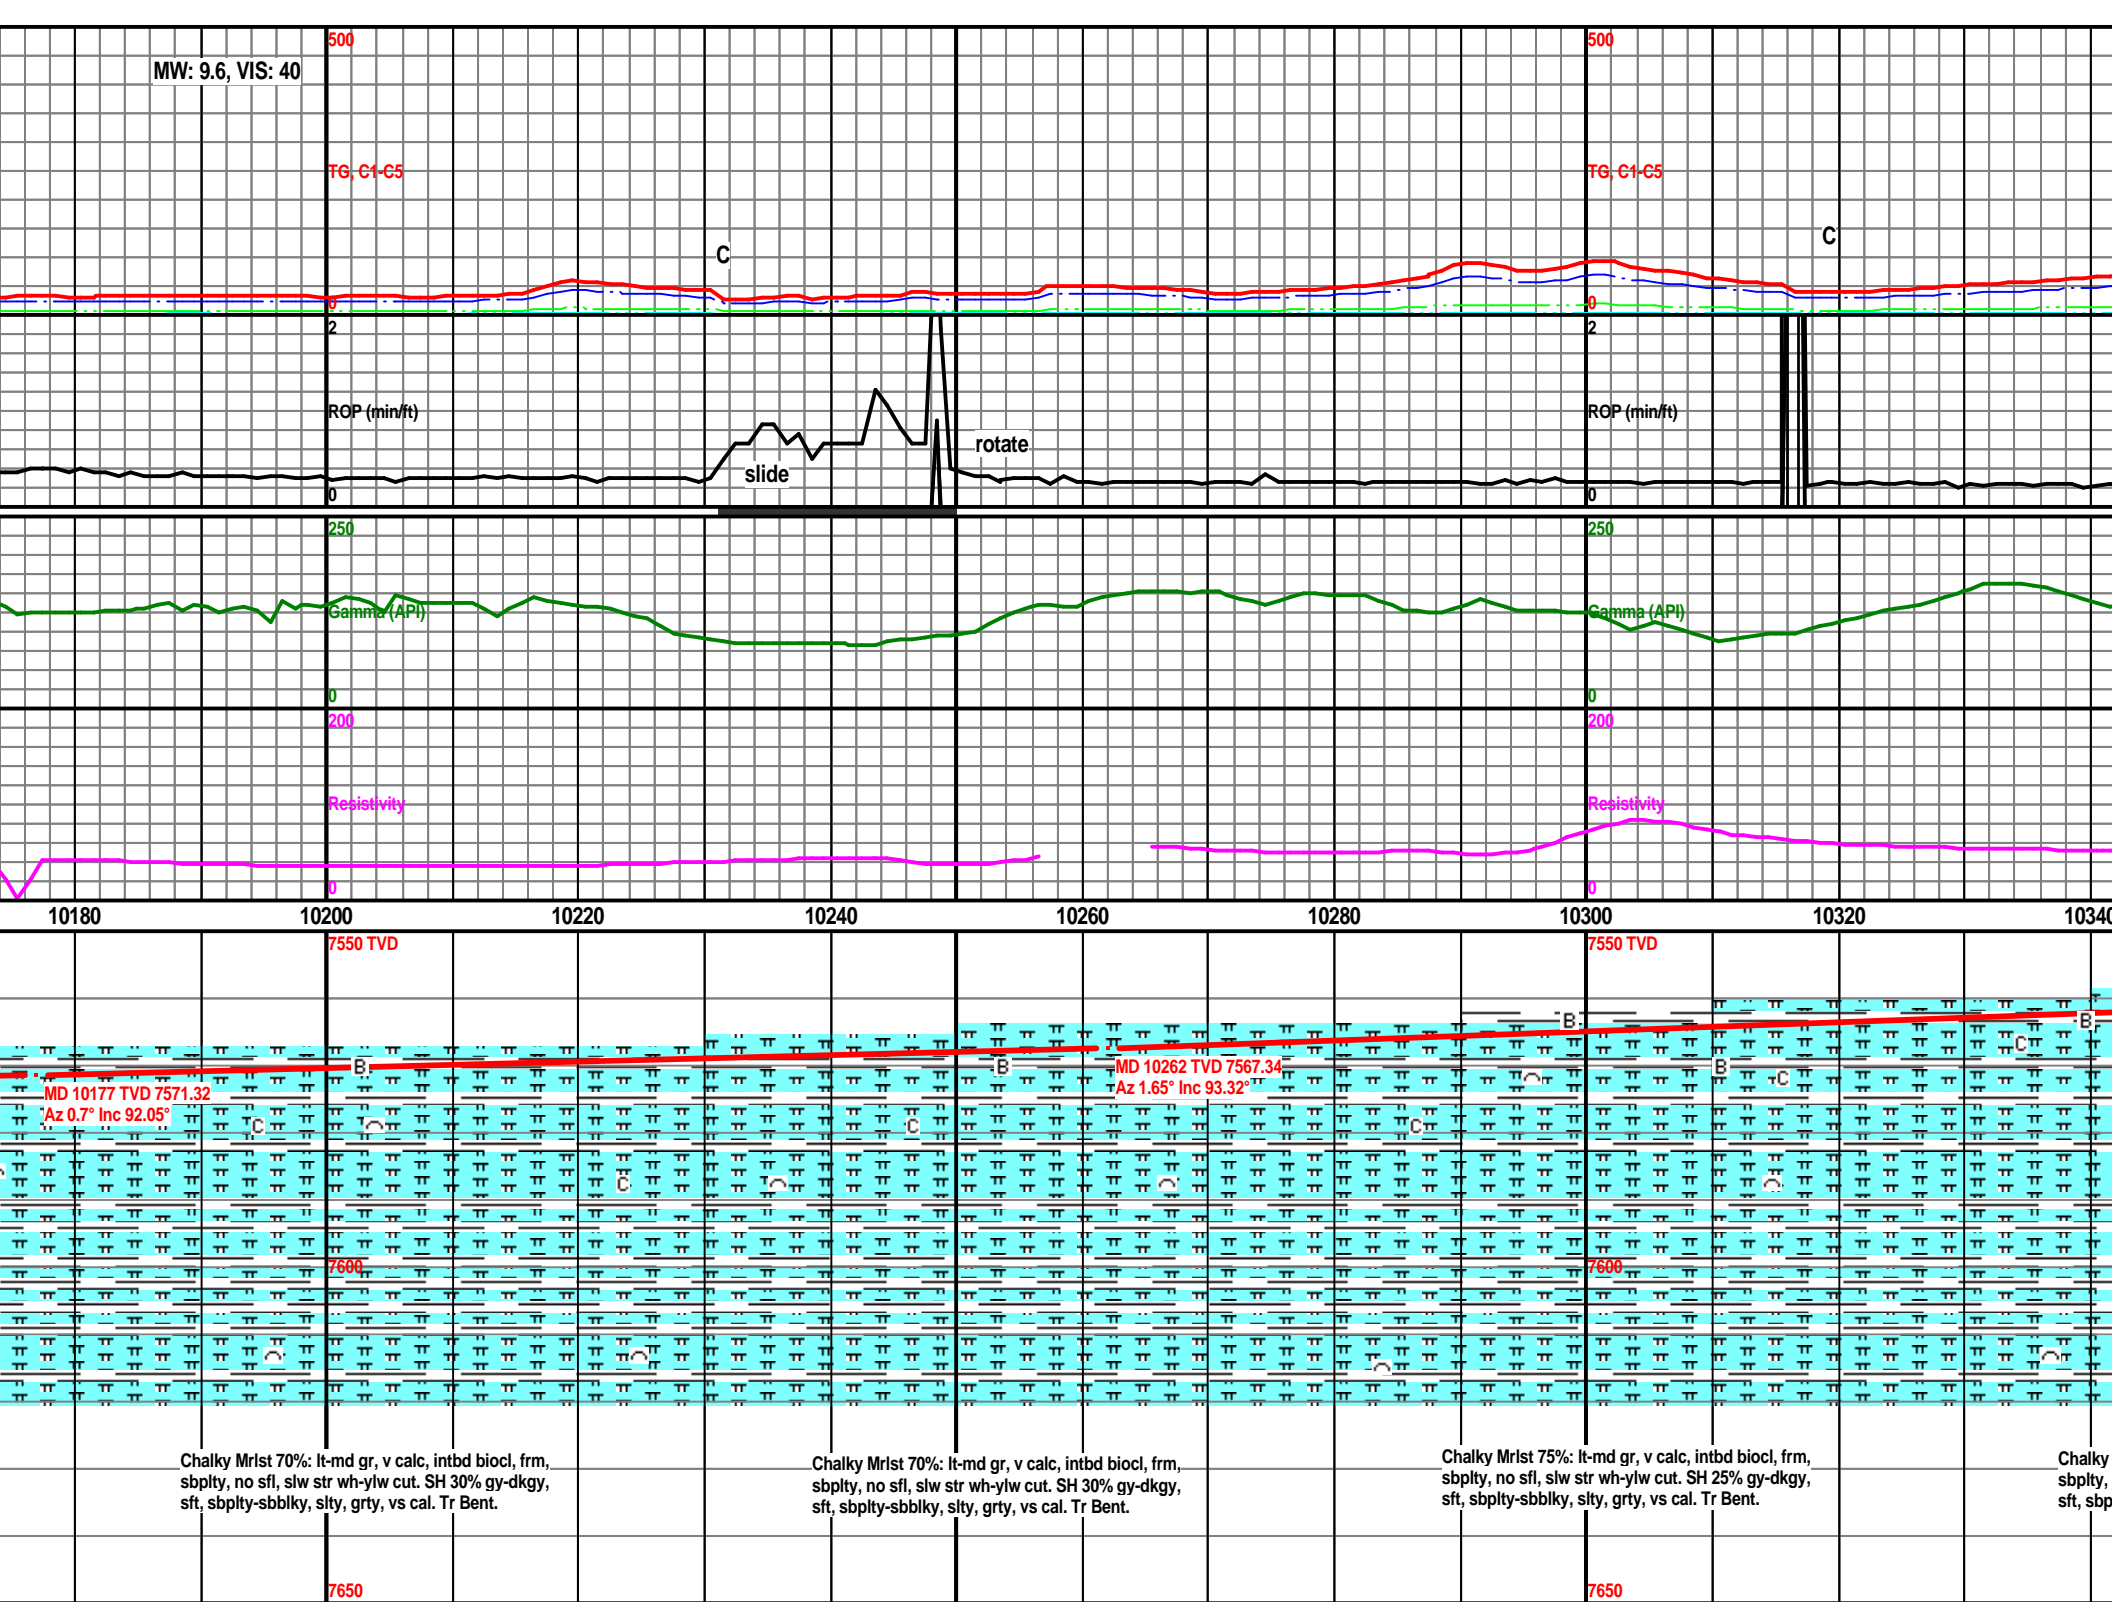 500
500
MW: 9.6, VIS: 40
TG, C1-C5
TG, C1-C5
C
C
0
0
2
2
ROP (min/ft)
ROP (min/ft)
rotate
slide
0
0
250
250
Gamma (API)
Gamma (API)
0
0
200
200
Resistivity
Resistivity
0
0
10180 10200 10220 10240 10260 10280 10300 10320 10340
7550 TVD
7550 TVD
B
B
C
B
B
B
MD 10177 TVD 7571.32
Az 0.7° Inc 92.05°
MD 10262 TVD 7567.34
Az 1.65° Inc 93.32°
C
C
C
C
C
7600
7600
Chalky Mrlst 70%: lt-md gr, v calc, intbd biocl, frm,
sbplty, no sfl, slw str wh-ylw cut. SH 30% gy-dkgy,
sft, sbplty-sbblky, slty, grty, vs cal. Tr Bent.
Chalky Mrlst 70%: lt-md gr, v calc, intbd biocl, frm,
sbplty, no sfl, slw str wh-ylw cut. SH 30% gy-dkgy,
sft, sbplty-sbblky, slty, grty, vs cal. Tr Bent.
Chalky Mrlst 75%: lt-md gr, v calc, intbd biocl, frm,
sbplty, no sfl, slw str wh-ylw cut. SH 25% gy-dkgy,
sft, sbplty-sbblky, slty, grty, vs cal. Tr Bent.
Chalky
sbplty,
sft, sbp
7650
7650